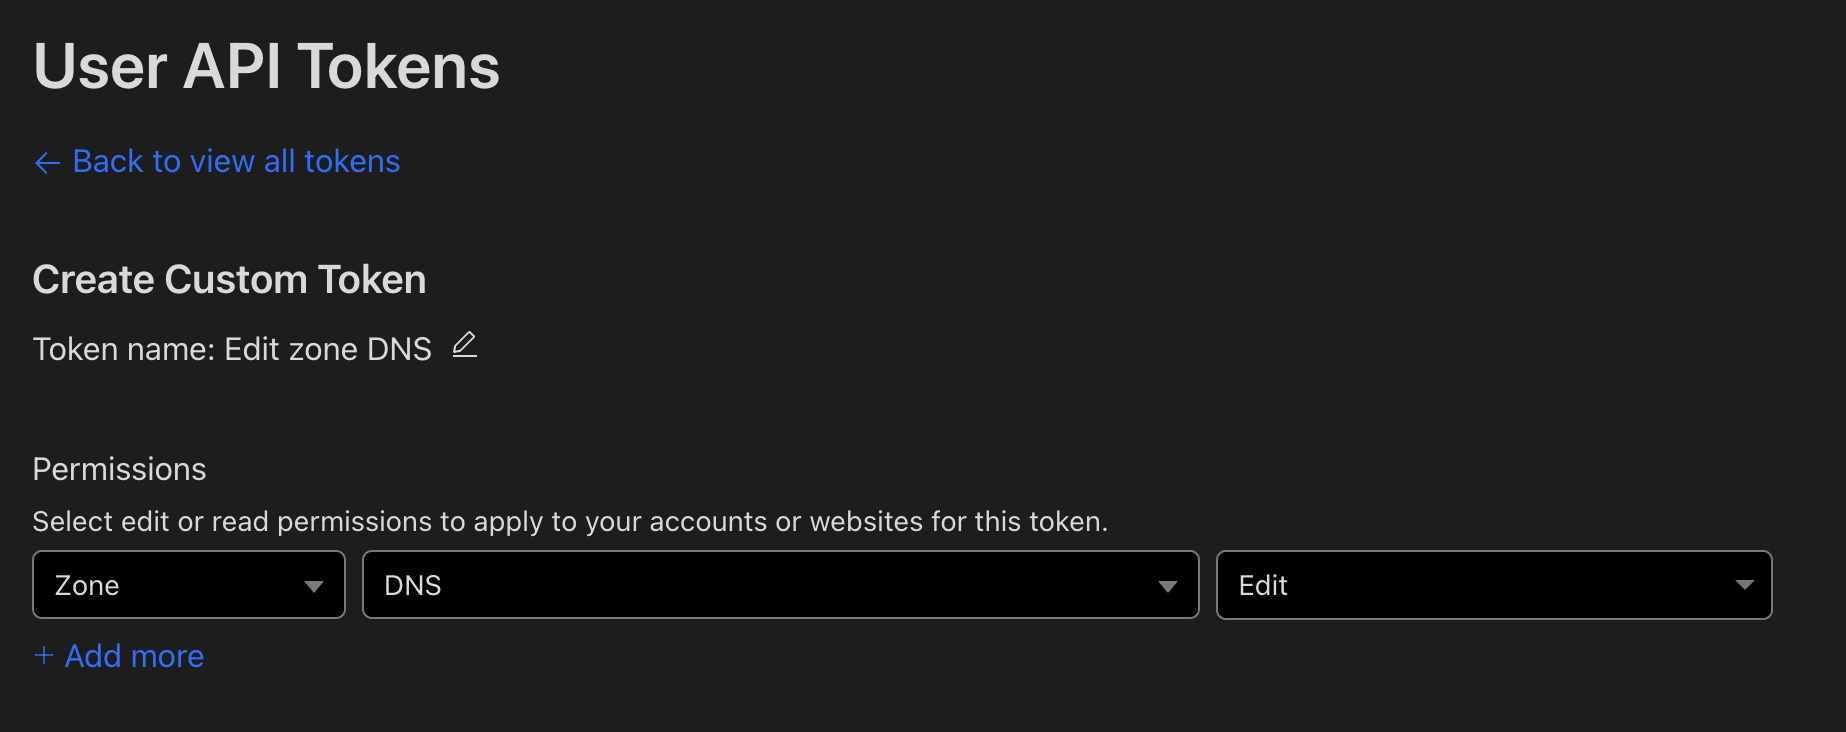 User API Tokens
← Back to view all tokens
Create Custom Token
Token name: Edit zone DNS
Permissions
Select edit or read permissions to apply to your accounts or websites for this token.
Zone DNS Edit
+ Add more